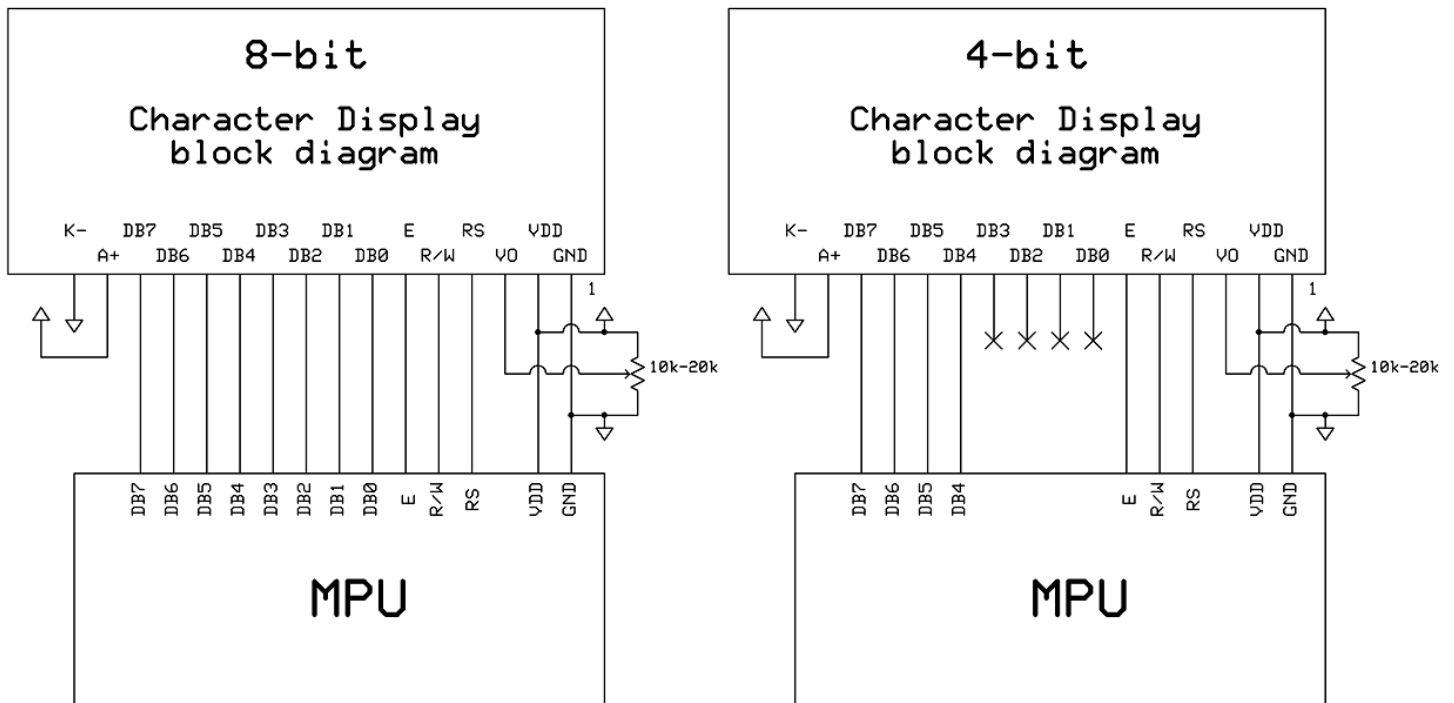 8-bit
Character Display
block diagram
K- DB7 DB5 DB3 DB1 E RS VDD
A+ DB6 DB4 DB2 DB0 R/W VO GND
1
10k-20k
DB7 DB6 DB5 DB4 DB3 DB2 DB1 DB0 E R/W RS VDD GND
MPU
4-bit
Character Display
block diagram
K- DB7 DB5 DB3 DB1 E RS VDD
A+ DB6 DB4 DB2 DB0 R/W VO GND
1
10k-20k
DB7 DB6 DB5 DB4 E R/W RS VDD GND
MPU